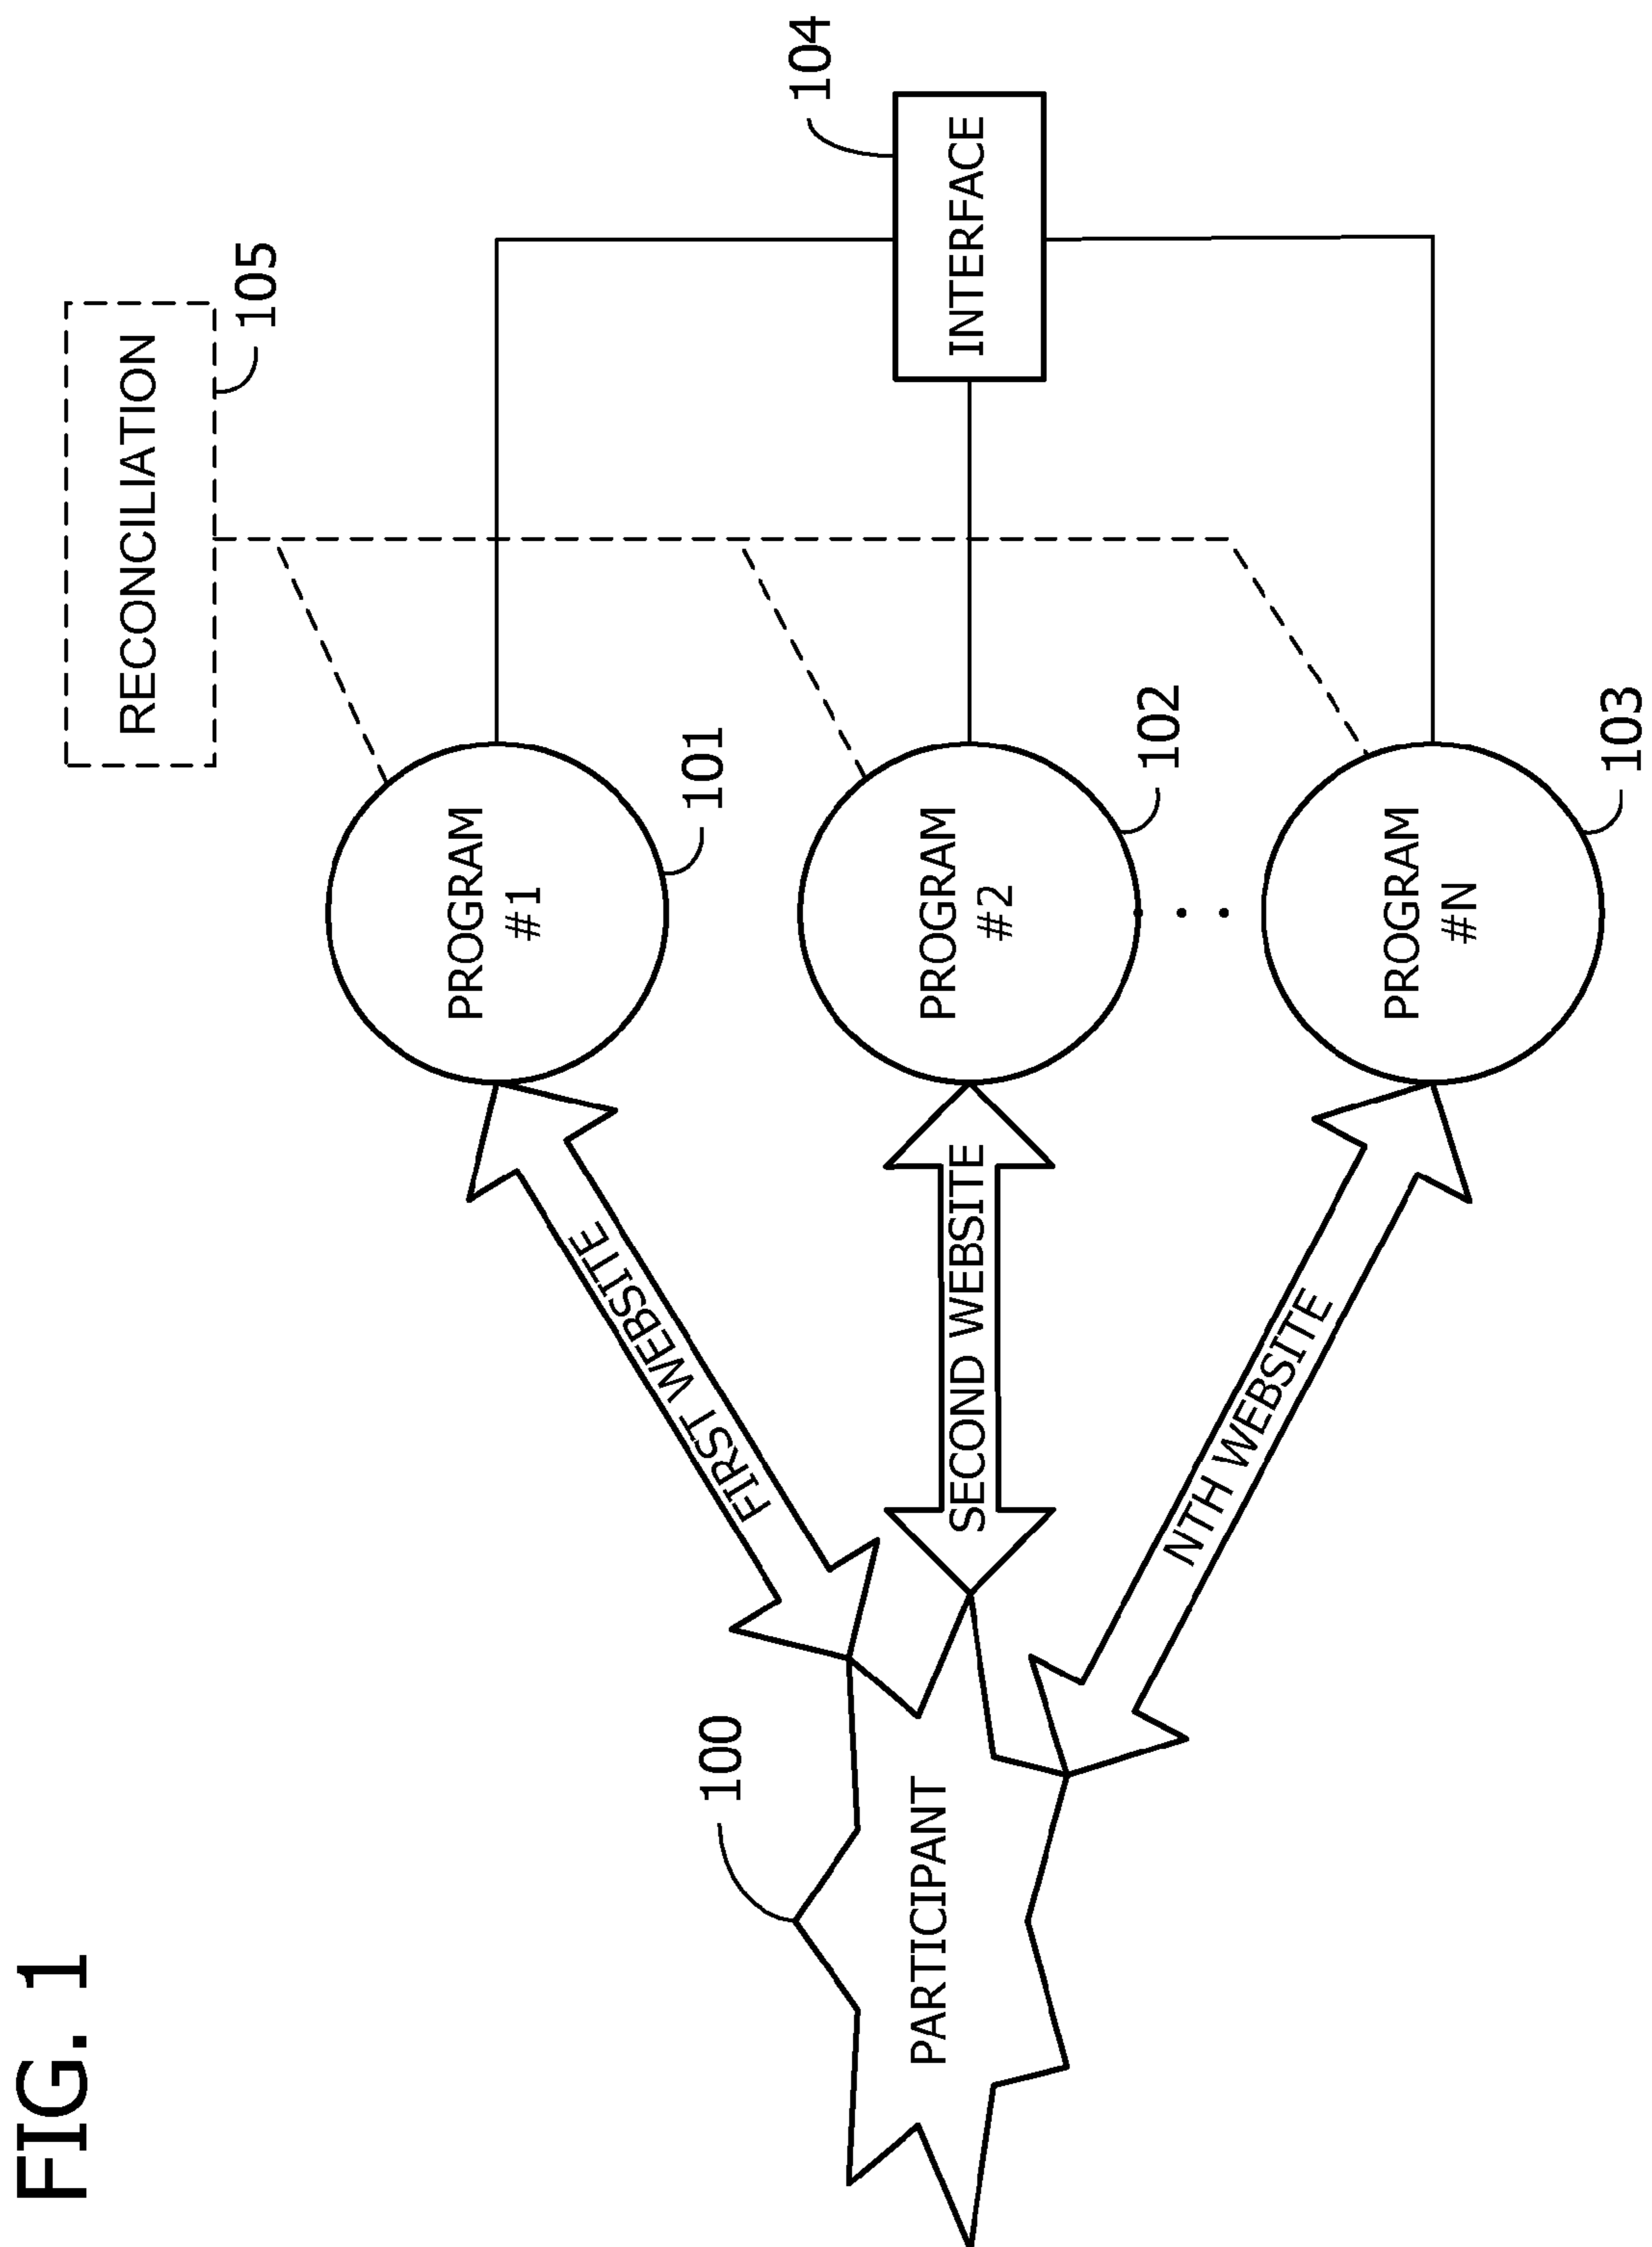 FIG. 1
RECONCILIATION
105
PROGRAM
#1
101
FIRST WEBSITE
100
PARTICIPANT
SECOND WEBSITE
PROGRAM
#2
102
INTERFACE
104
NTH WEBSITE
PROGRAM
#N
103